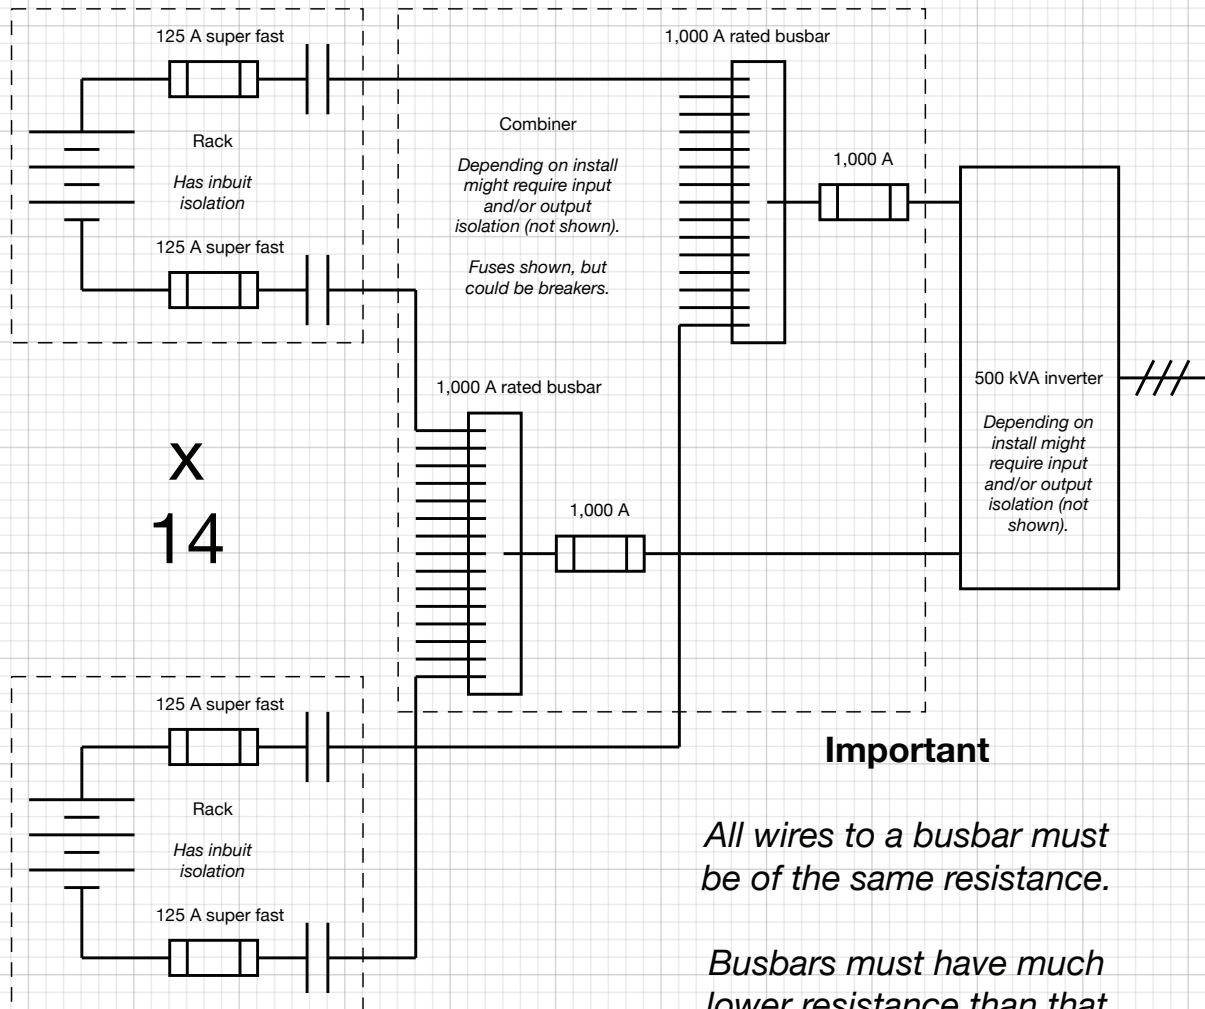 125 A super fast
Rack
Has inbuit
isolation
125 A super fast
1,000 A rated busbar
Combiner
Depending on install
might require input
and/or output
isolation (not shown).
Fuses shown, but
could be breakers.
1,000 A
500 kVA inverter
Depending on
install might
require input
and/or output
isolation (not
shown).
1,000 A rated busbar
1,000 A
x
14
125 A super fast
Rack
Has inbuit
isolation
125 A super fast
Important
All wires to a busbar must
be of the same resistance.
Busbars must have much
lower resistance than that